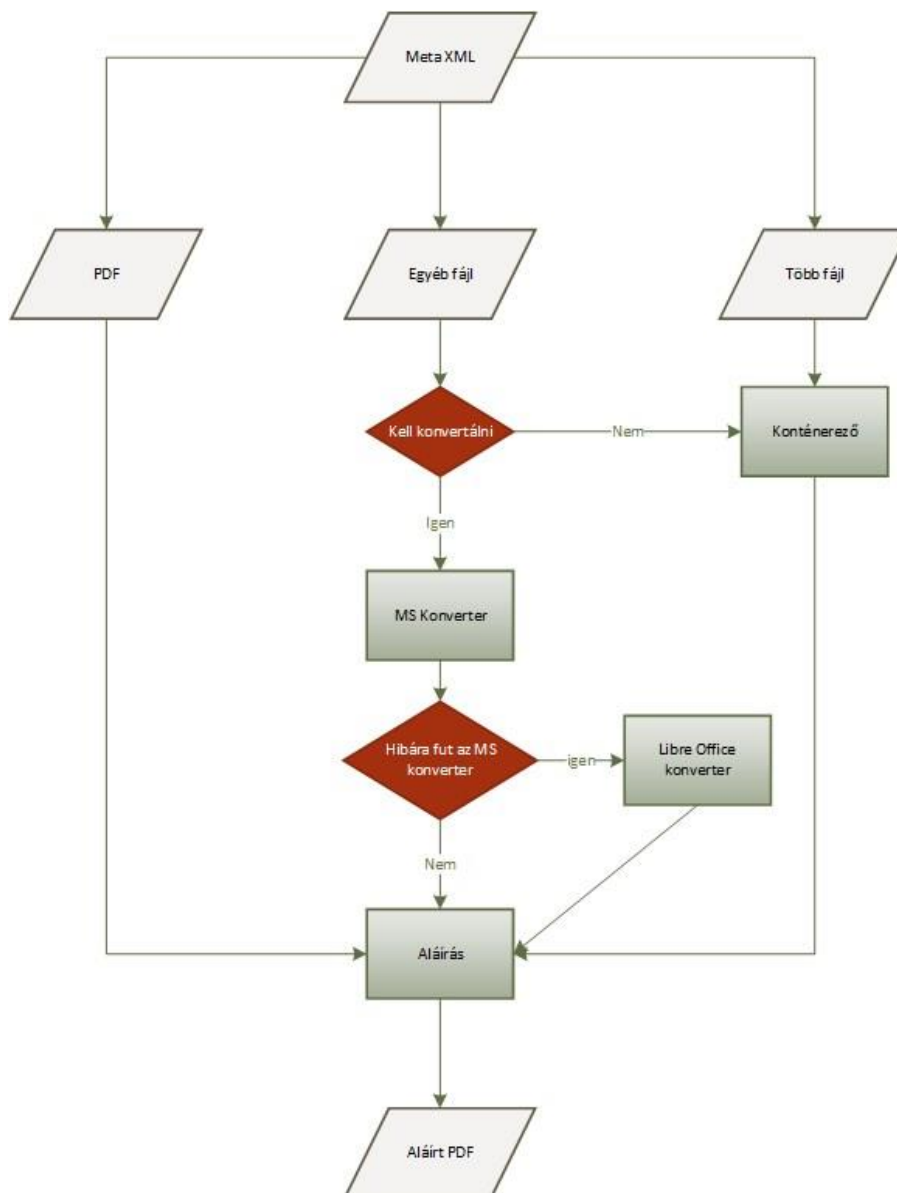 Meta XML
PDF
Egyéb fájl
Több fájl
Kell konvertálni
Nem
Konténerező
Igen
MS Konverter
Hibára fut az MS
konverter
igen
Libre Office
konverter
Nem
Aláírás
Aláírt PDF